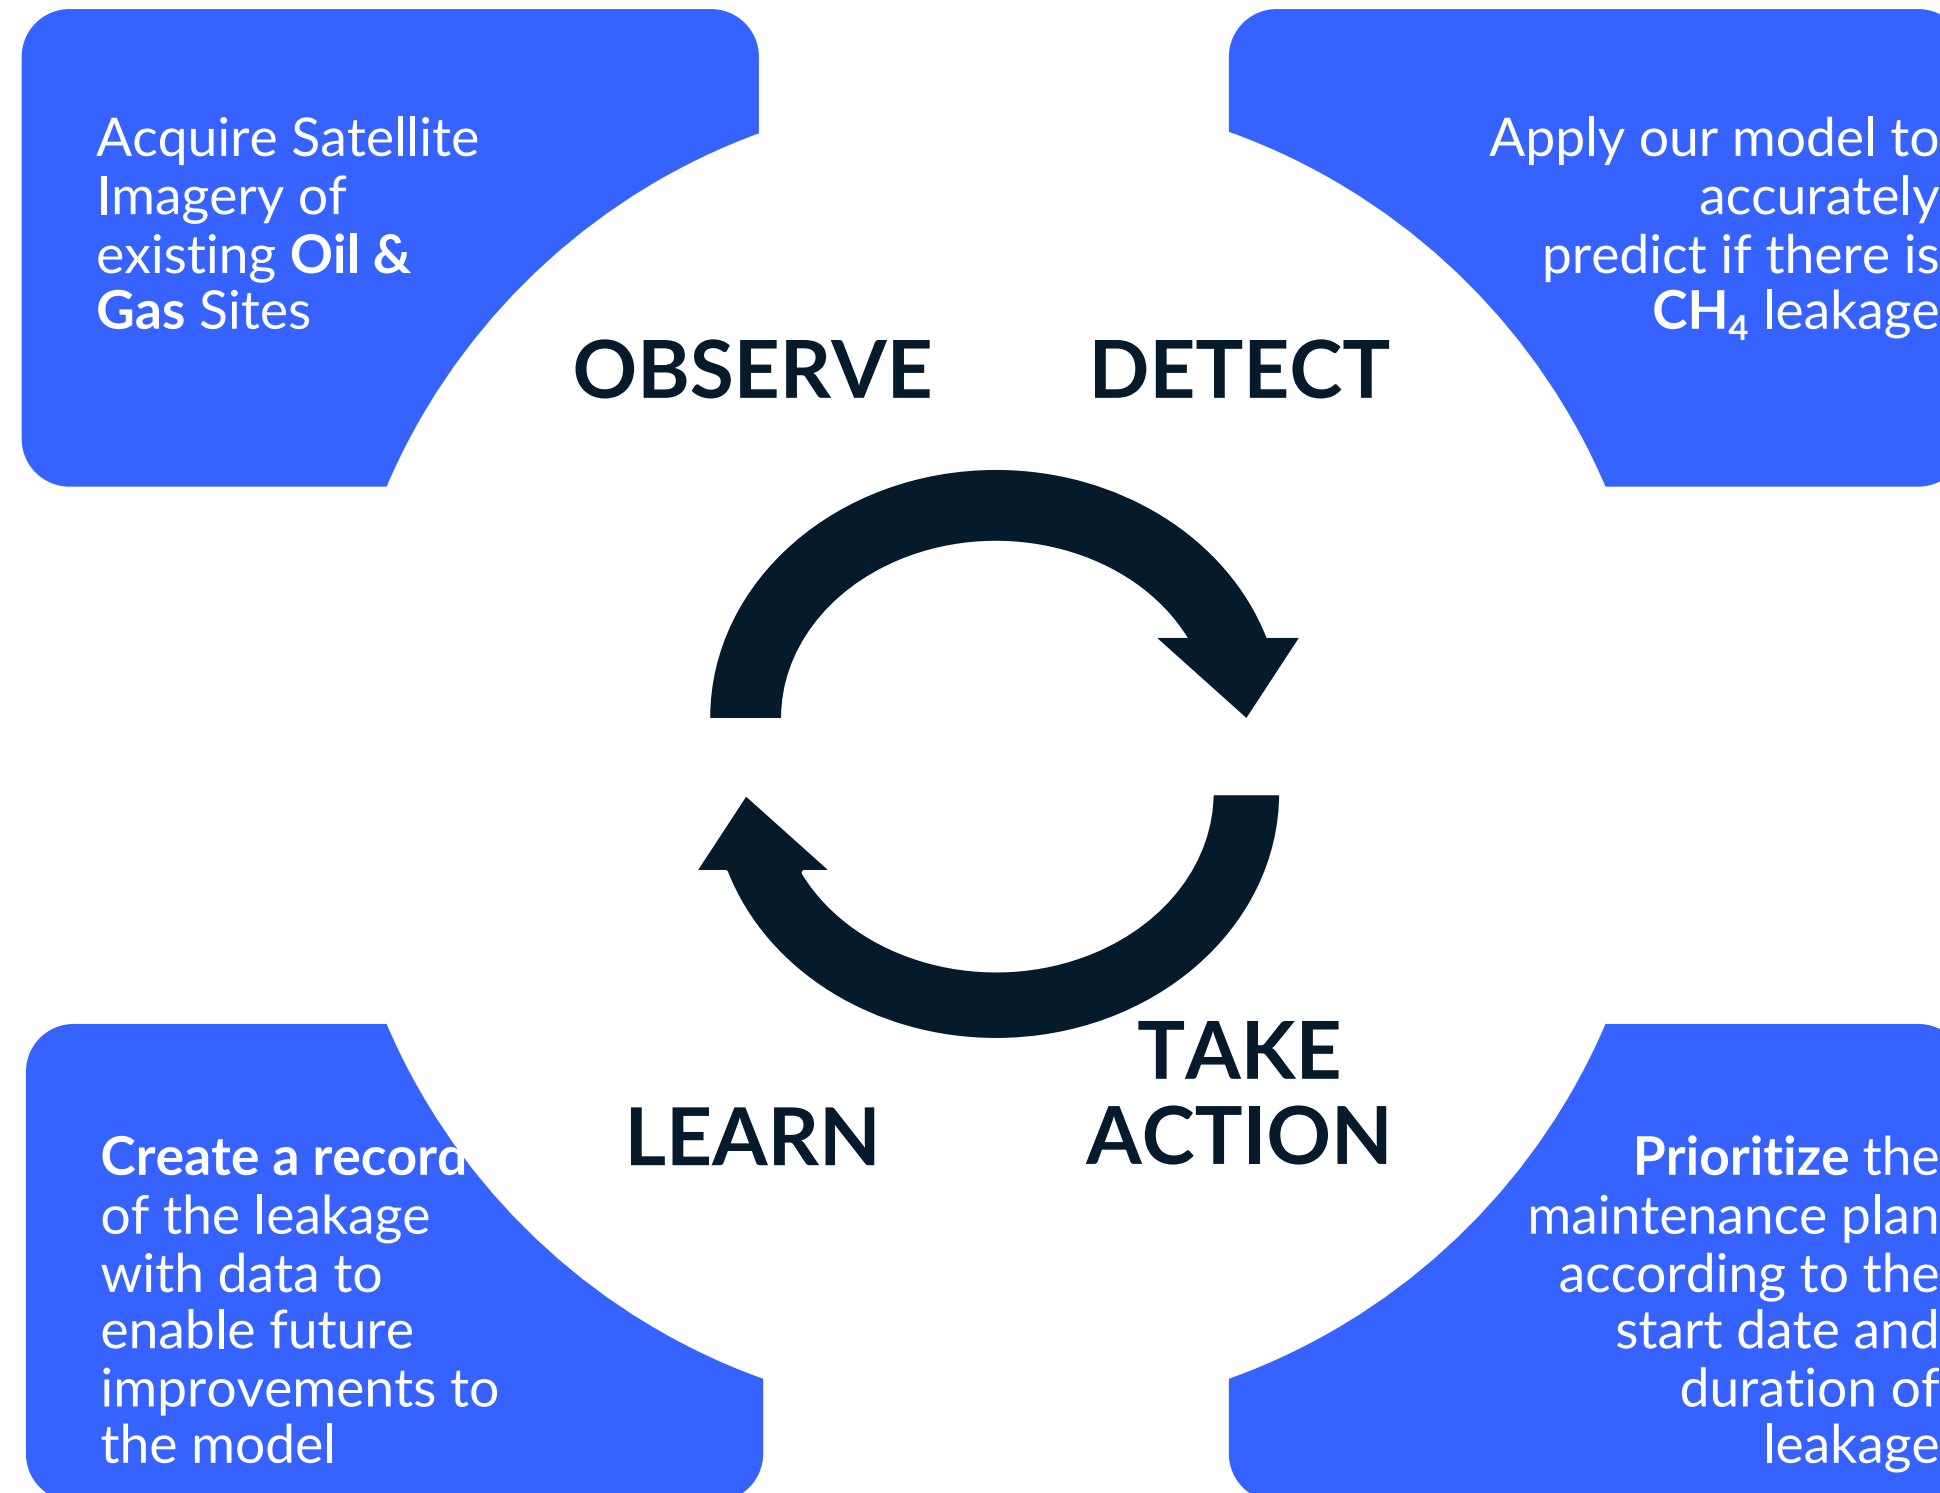 Acquire Satellite
Imagery of
existing Oil &
Gas Sites
Apply our model to
accurately
predict if there is
CH₄ leakage
OBSERVE
DETECT
TAKE
ACTION
LEARN
Create a record
of the leakage
with data to
enable future
improvements to
the model
Prioritize the
maintenance plan
according to the
start date and
duration of
leakage